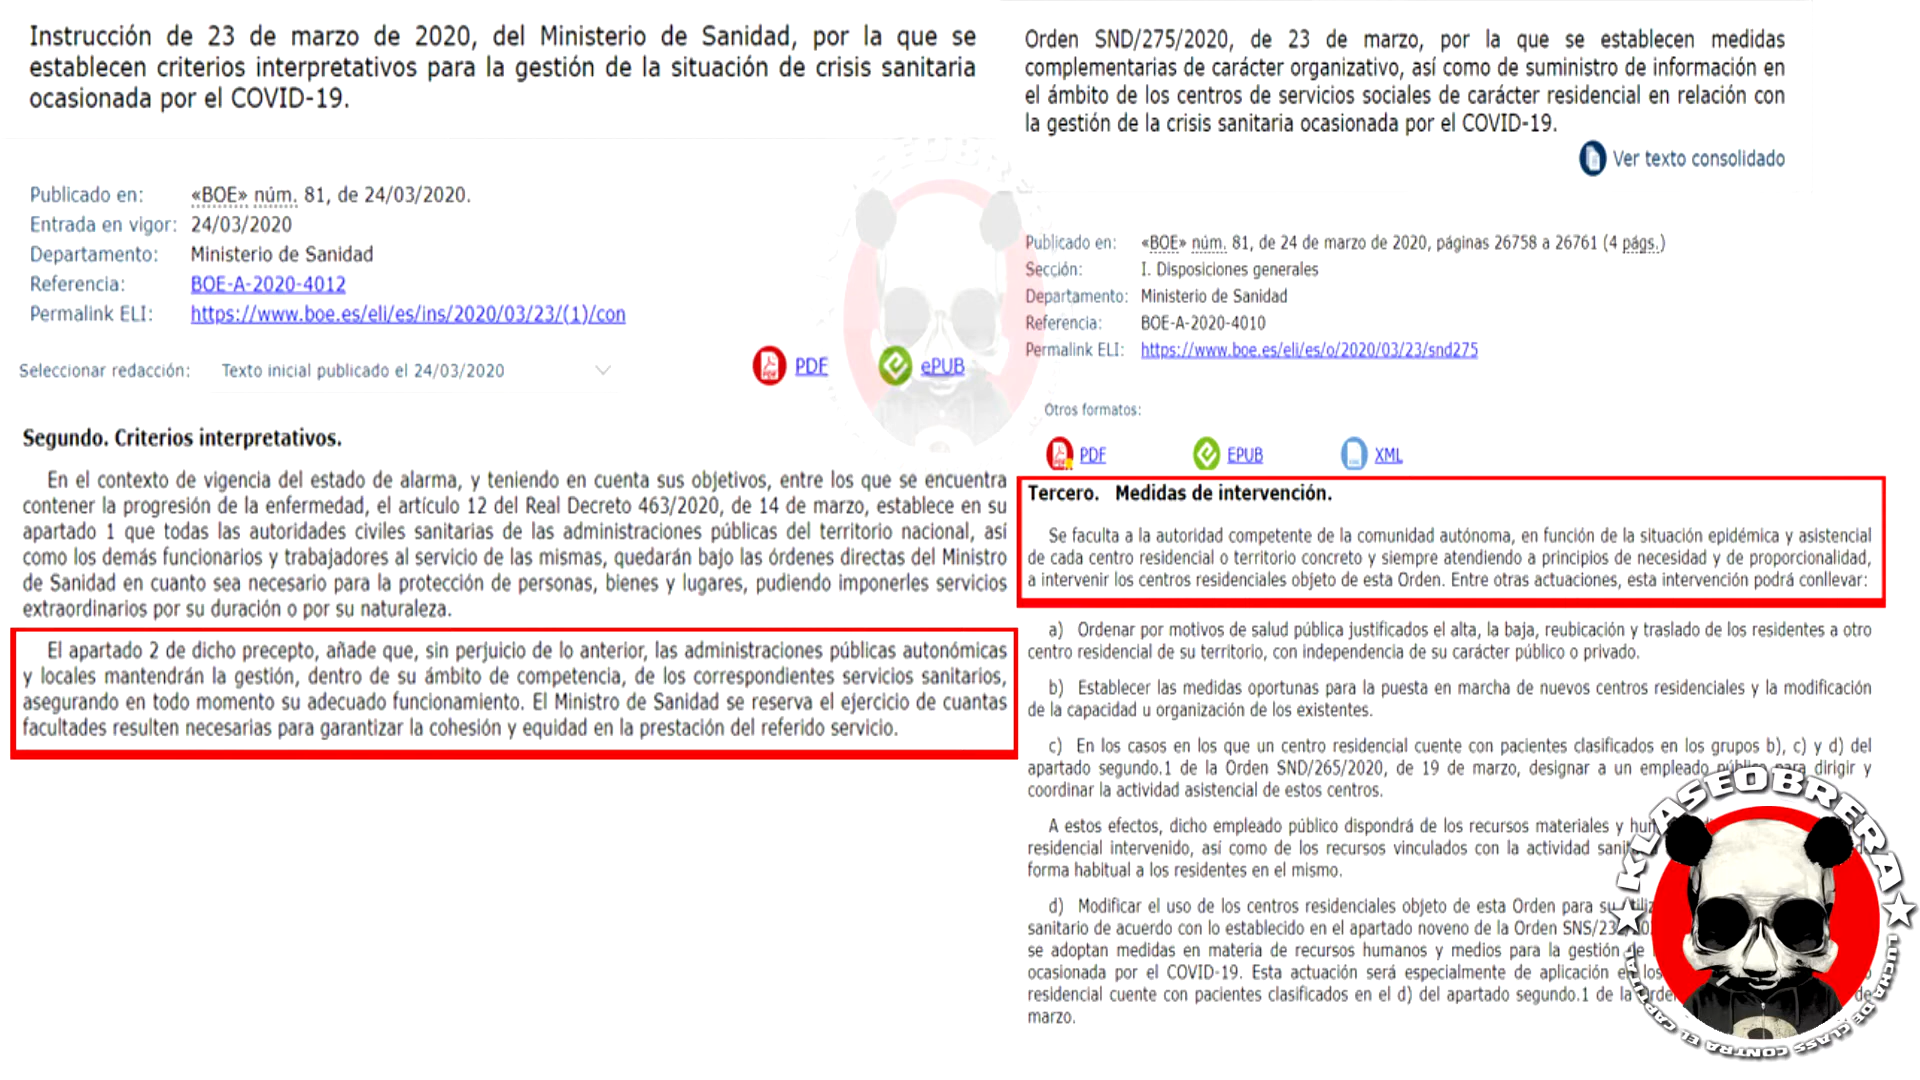 Instrucción de 23 de marzo de 2020, del Ministerio de Sanidad, por la que se
establecen criterios interpretativos para la gestión de la situación de crisis sanitaria
ocasionada por el COVID-19.
Publicado en: «BOE» núm. 81, de 24/03/2020.
Entrada en vigor: 24/03/2020
Departamento: Ministerio de Sanidad
Referencia: BOE-A-2020-4012
Permalink ELI: https://www.boe.es/eli/es/ins/2020/03/23/(1)/con
Seleccionar redacción: Texto inicial publicado el 24/03/2020
PDF ePUB
Segundo. Criterios interpretativos.
En el contexto de vigencia del estado de alarma, y teniendo en cuenta sus objetivos, entre los que se encuentra
contener la progresión de la enfermedad, el artículo 12 del Real Decreto 463/2020, de 14 de marzo, establece en su
apartado 1 que todas las autoridades civiles sanitarias de las administraciones públicas del territorio nacional, así
como los demás funcionarios y trabajadores al servicio de las mismas, quedarán bajo las órdenes directas del Ministro
de Sanidad en cuanto sea necesario para la protección de personas, bienes y lugares, pudiendo imponerles servicios
extraordinarios por su duración o por su naturaleza.
El apartado 2 de dicho precepto, añade que, sin perjuicio de lo anterior, las administraciones públicas autonómicas
y locales mantendrán la gestión, dentro de su ámbito de competencia, de los correspondientes servicios sanitarios,
asegurando en todo momento su adecuado funcionamiento. El Ministro de Sanidad se reserva el ejercicio de cuantas
facultades resulten necesarias para garantizar la cohesión y equidad en la prestación del referido servicio.
Orden SND/275/2020, de 23 de marzo, por la que se establecen medidas
complementarias de carácter organizativo, así como de suministro de información en
el ámbito de los centros de servicios sociales de carácter residencial en relación con
la gestión de la crisis sanitaria ocasionada por el COVID-19.
Ver texto consolidado
Publicado en: «BOE» núm. 81, de 24 de marzo de 2020, páginas 26758 a 26761 (4 págs.)
Sección: I. Disposiciones generales
Departamento: Ministerio de Sanidad
Referencia: BOE-A-2020-4010
Permalink ELI: https://www.boe.es/eli/es/o/2020/03/23/snd275
Otros formatos:
PDF EPUB XML
Tercero. Medidas de intervención.
Se faculta a la autoridad competente de la comunidad autónoma, en función de la situación epidémica y asistencial
de cada centro residencial o territorio concreto y siempre atendiendo a principios de necesidad y de proporcionalidad,
a intervenir los centros residenciales objeto de esta Orden. Entre otras actuaciones, esta intervención podrá conllevar:
a) Ordenar por motivos de salud pública justificados el alta, la baja, reubicación y traslado de los residentes a otro
centro residencial de su territorio, con independencia de su carácter público o privado.
b) Establecer las medidas oportunas para la puesta en marcha de nuevos centros residenciales y la modificación
de la capacidad u organización de los existentes.
c) En los casos en los que un centro residencial cuente con pacientes clasificados en los grupos b), c) y d) del
apartado segundo.1 de la Orden SND/265/2020, de 19 de marzo, designar a un empleado público para dirigir y
coordinar la actividad asistencial de estos centros.
A estos efectos, dicho empleado público dispondrá de los recursos materiales y
residencial intervenido, así como de los recursos vinculados con la actividad
forma habitual a los residentes en el mismo.
d) Modificar el uso de los centros residenciales objeto de esta Orden para su
sanitario de acuerdo con lo establecido en el apartado noveno de la Orden
se adoptan medidas en materia de recursos humanos y medios para la gestión de
ocasionada por el COVID-19. Esta actuación será especialmente de aplicación en los
residencial cuente con pacientes clasificados en el d) del apartado segundo.1 de la de
marzo.
KLASEOBRERA
LUCHA DE CLASS CONTRA EL CAPITAL